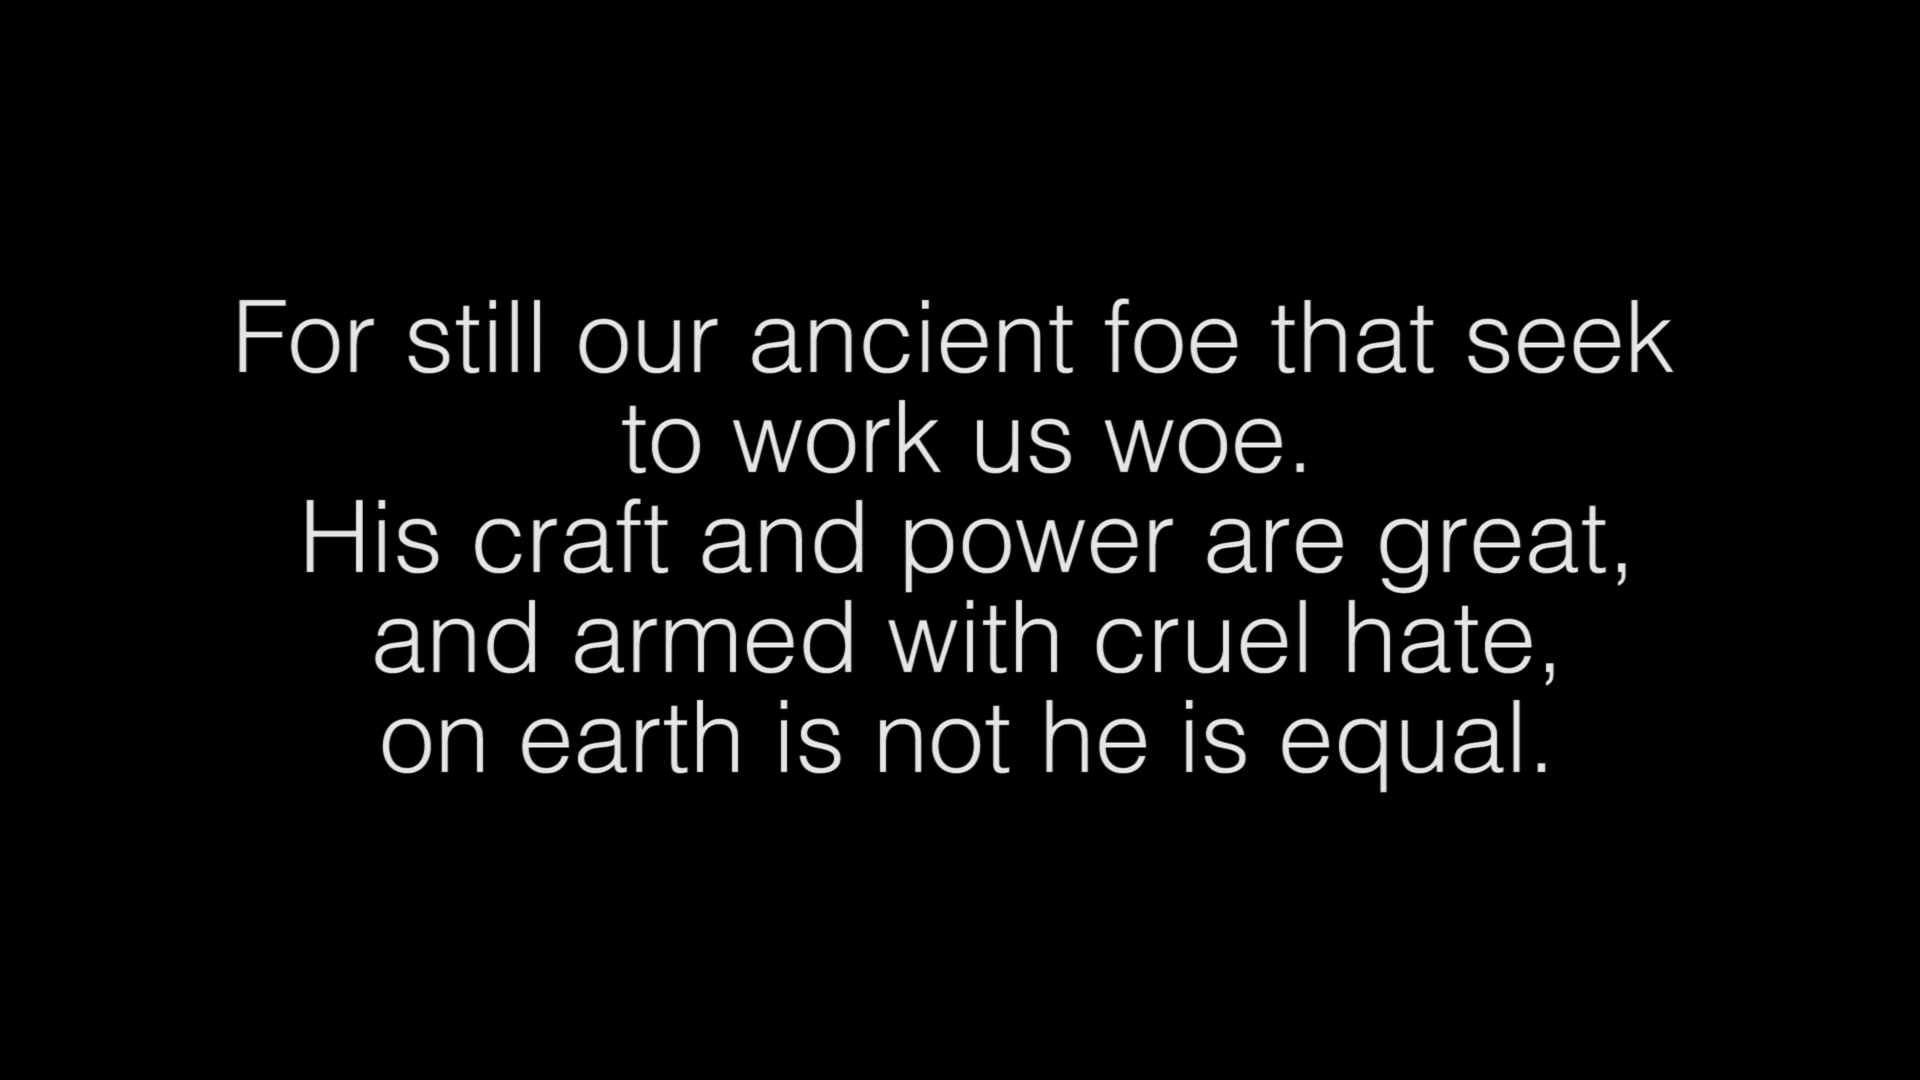 For still our ancient foe that seek
to work us woe.
His craft and power are great,
and armed with cruel hate,
on earth is not he is equal.